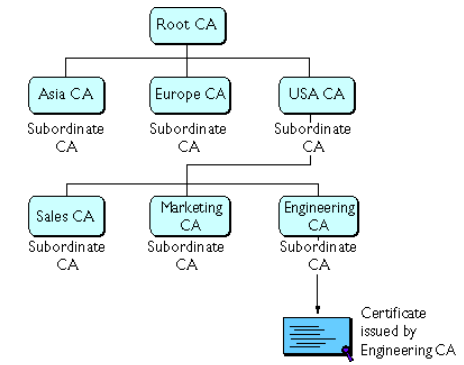 Root CA
Asia CA
Europe CA
USA CA
Subordinate
CA
Subordinate
CA
Subordinate
CA
Sales CA
Marketing
CA
Engineering
CA
Subordinate
CA
Subordinate
CA
Subordinate
CA
Certificate
issued by
Engineering CA